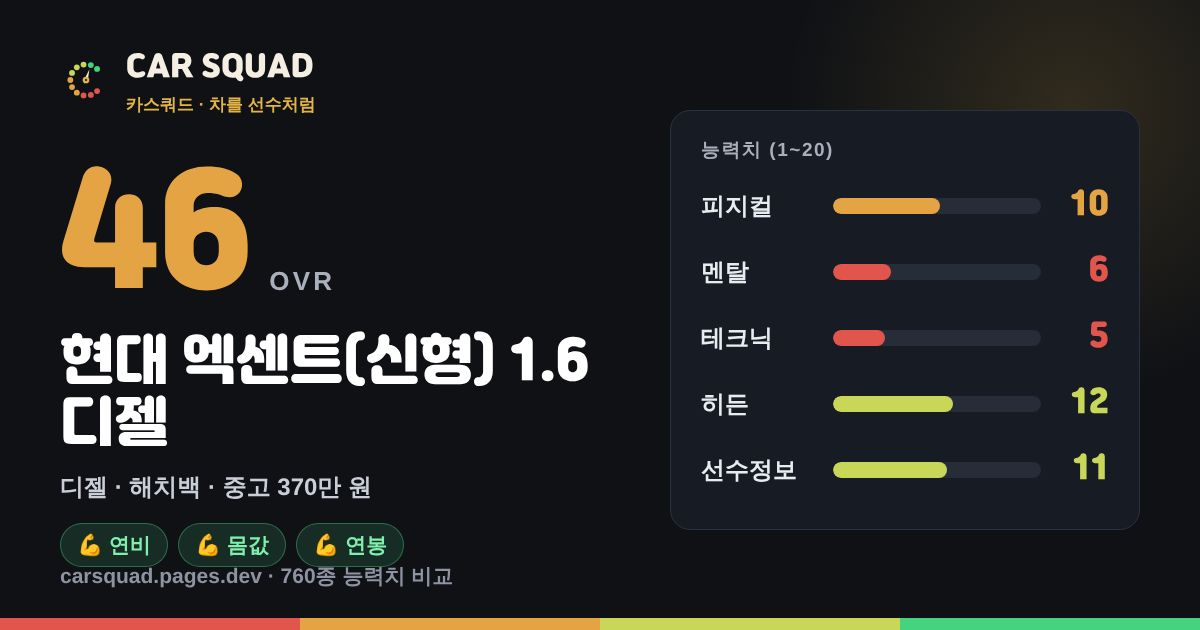 CAR SQUAD
카스쿼드 · 차를 선수처럼
46 OVR
현대 엑센트(신형) 1.6
디젤
디젤 · 해치백 · 중고 370만 원
💪 연비 💪 몸값 💪 연봉
carsquad.pages.dev · 760종 능력치 비교
능력치 (1~20)
피지컬 10
멘탈 6
테크닉 5
히든 12
선수정보 11